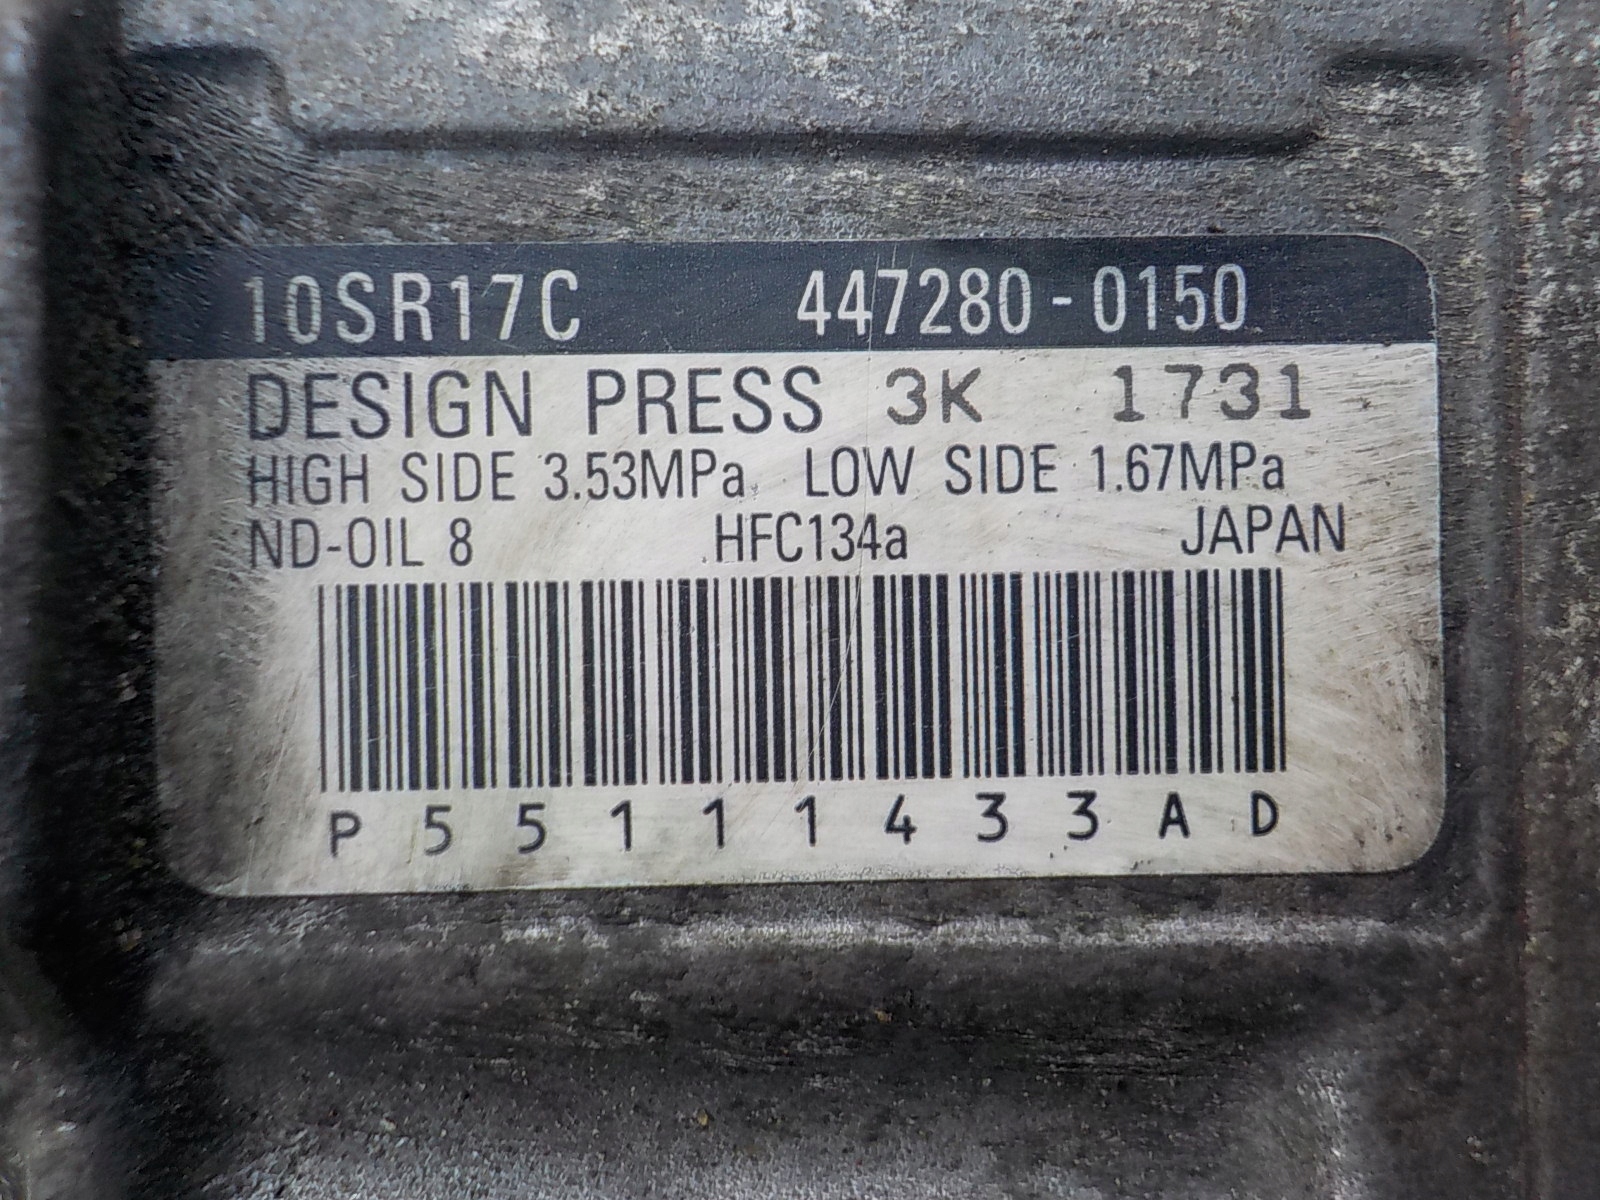 10SR17C 447280-0150
DESIGN PRESS 3K 1731
HIGH SIDE 3.53MPa LOW SIDE 1.67MPa
ND-OIL 8 HFC134a JAPAN
P55111433AD